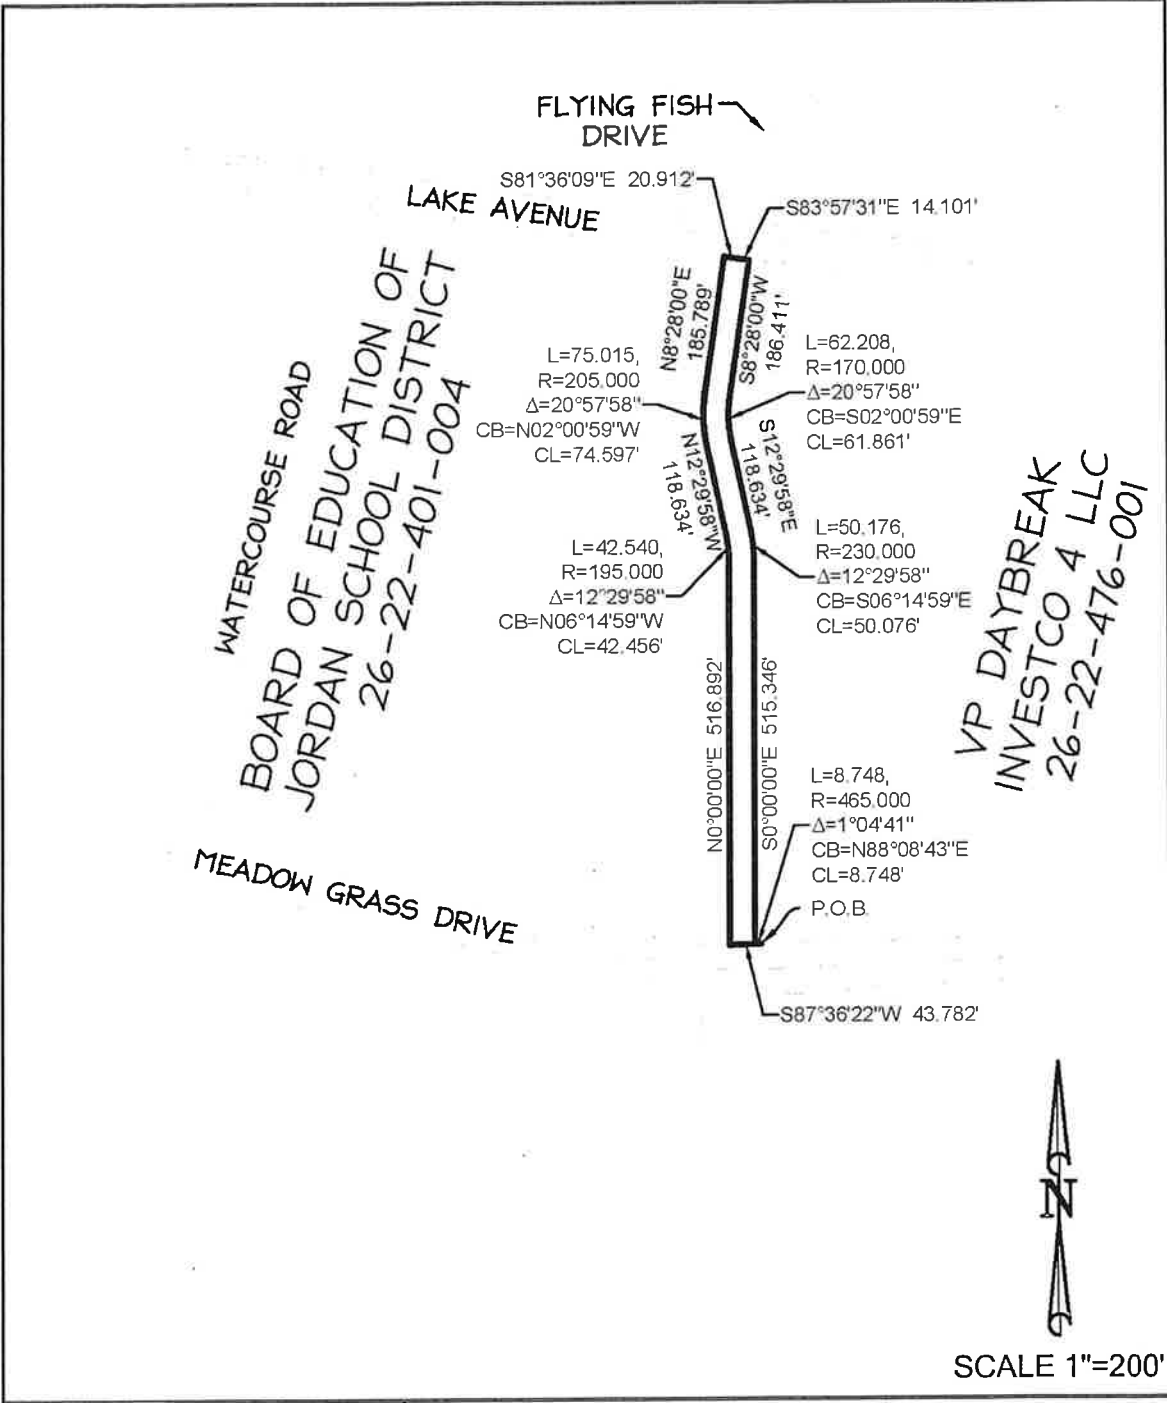 FLYING FISH
DRIVE
S81°36'09"E 20.912'
LAKE AVENUE
S83°57'31"E 14.101'
N8°28'00"E
185.789'
S8°28'00"W
186.411'
L=75.015,
R=205.000
Δ=20°57'58"
CB=N02°00'59"W
CL=74.597'
L=62.208,
R=170.000
Δ=20°57'58"
CB=S02°00'59"E
CL=61.861'
WATERCOURSE ROAD
BOARD OF EDUCATION OF
JORDAN SCHOOL DISTRICT
26-22-401-004
N12°29'58"W
118.634'
S12°29'58"E
118.634'
L=42.540,
R=195.000
Δ=12°29'58"
CB=N06°14'59"W
CL=42.456'
L=50.176,
R=230.000
Δ=12°29'58"
CB=S06°14'59"E
CL=50.076'
VP DAYBREAK
INVESTCO 4 LLC
26-22-476-001
N0°00'00"E 516.892'
S0°00'00"E 515.346'
L=8.748,
R=465.000
Δ=1°04'41"
CB=N88°08'43"E
CL=8.748'
P.O.B.
MEADOW GRASS DRIVE
S87°36'22"W 43.782'
N
SCALE 1"=200'